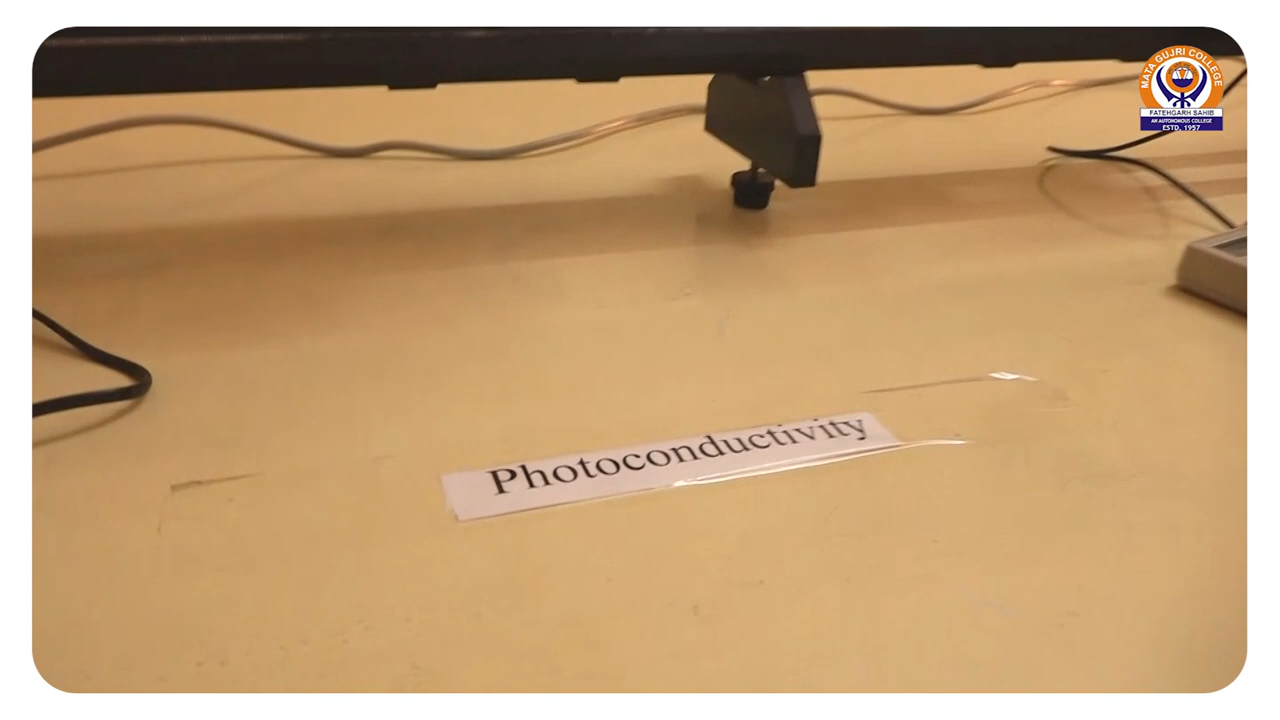 MATA GUJRI COLLEGE
FATEHGARH SAHIB
AN AUTONOMOUS COLLEGE
ESTD. 1957
Photoconductivity